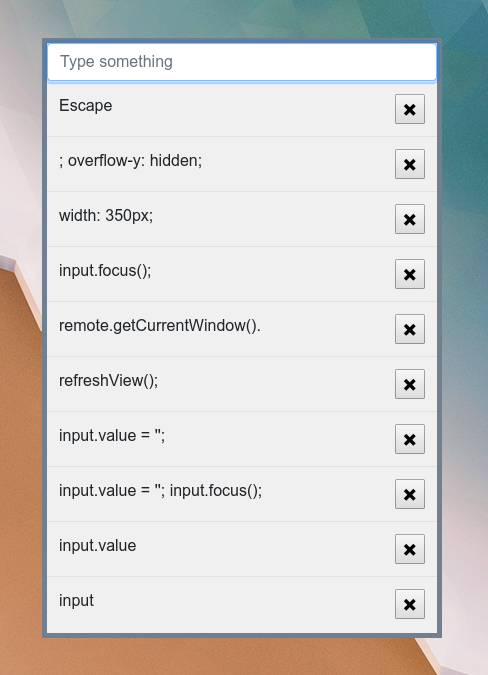 Type something
Escape
; overflow-y: hidden;
width: 350px;
input.focus();
remote.getCurrentWindow().
refreshView();
input.value = '';
input.value = ''; input.focus();
input.value
input